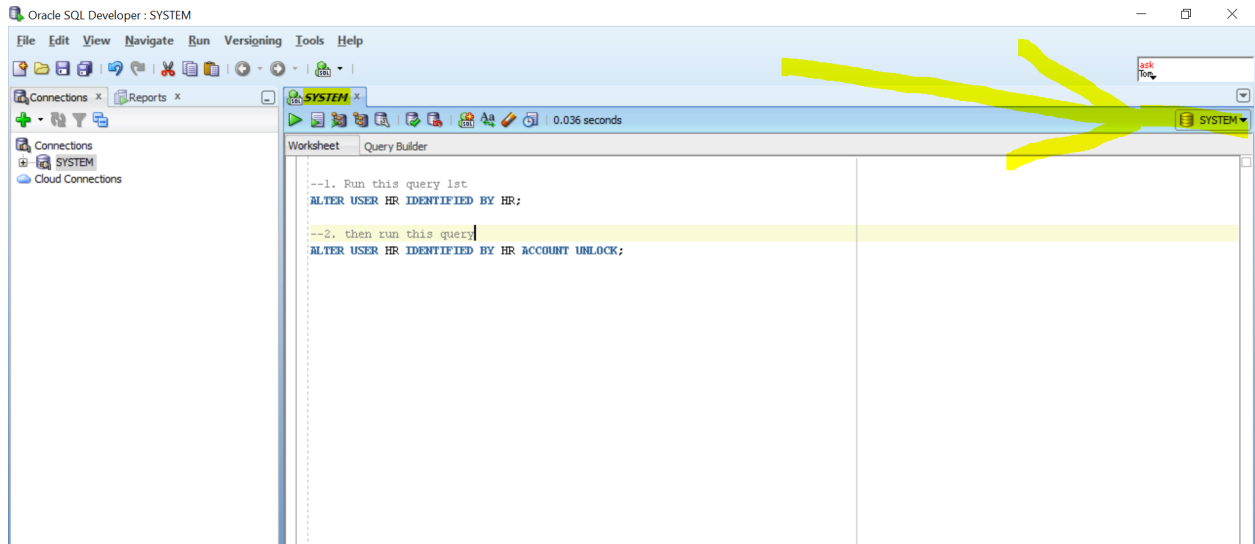 Oracle SQL Developer : SYSTEM
File Edit View Navigate Run Versioning Tools Help
ask
Tom
Connections x Reports x
SYSTEM x
0.036 seconds
SYSTEM
Connections
SYSTEM
Cloud Connections
Worksheet Query Builder
--1. Run this query 1st
ALTER USER HR IDENTIFIED BY HR;
--2. then run this query
ALTER USER HR IDENTIFIED BY HR ACCOUNT UNLOCK;